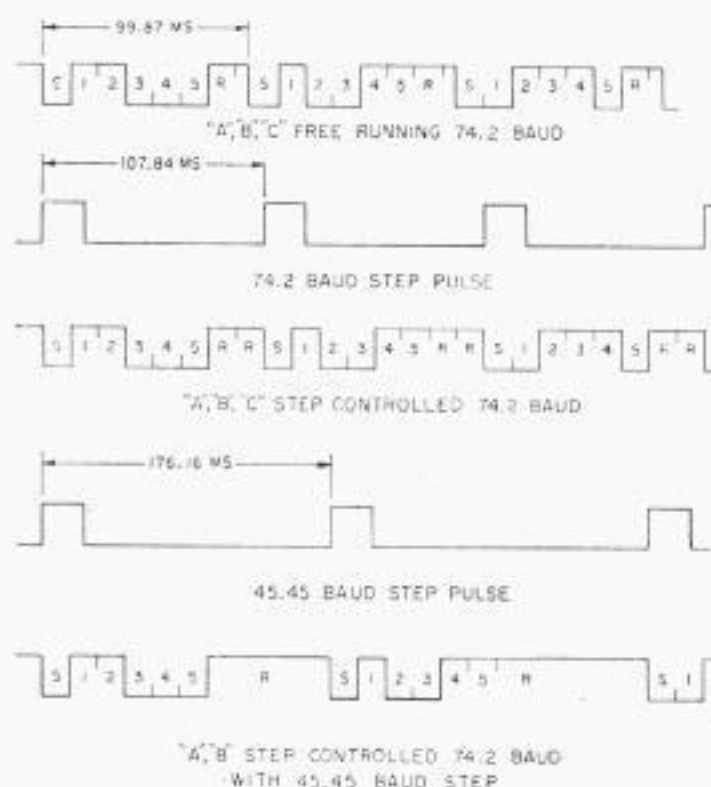 99.87 MS
S 1 2 3 4 5 R S 1 2 3 4 5 R S 1 2 3 4 5 R
"A", "B", "C" FREE RUNNING 74.2 BAUD
107.84 MS
74.2 BAUD STEP PULSE
S 1 2 3 4 5 R R S 1 2 3 4 5 R R S 1 2 3 4 5 R R
"A", "B", "C" STEP CONTROLLED 74.2 BAUD
176.16 MS
45.45 BAUD STEP PULSE
S 1 2 3 4 5 R S 1 2 3 4 5 R S 1
"A", "B" STEP CONTROLLED 74.2 BAUD
WITH 45.45 BAUD STEP